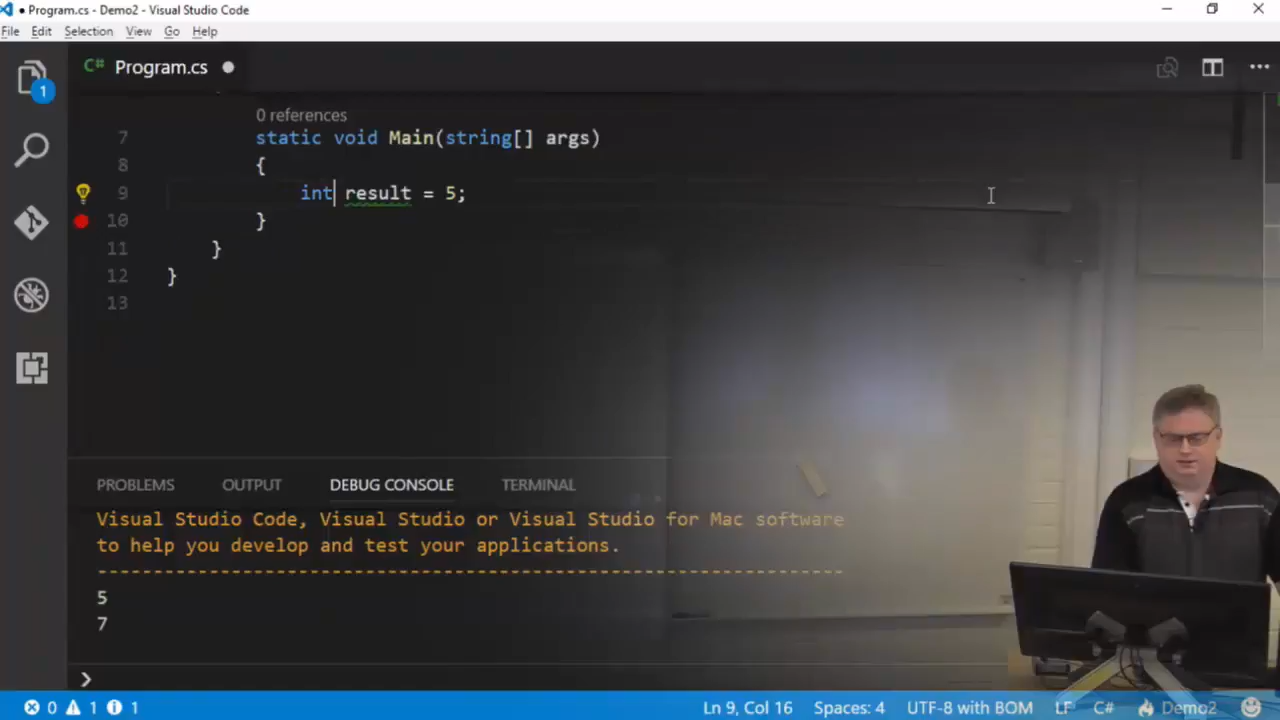 ● Program.cs - Demo2 - Visual Studio Code
File Edit Selection View Go Help
C# Program.cs ●
1
0 references
7 static void Main(string[] args)
8 {
9 int result = 5;
10 }
11 }
12 }
13
PROBLEMS OUTPUT DEBUG CONSOLE TERMINAL
Visual Studio Code, Visual Studio or Visual Studio for Mac software
to help you develop and test your applications.
-------------------------------------------------------------------
5
7
❯
0 1 1 Ln 9, Col 16 Spaces: 4 UTF-8 with BOM LF C# Demo2